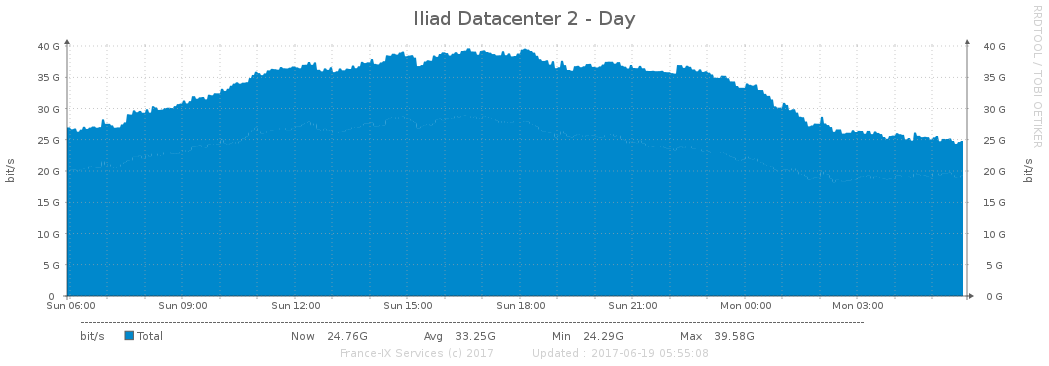 Iliad Datacenter 2 - Day
RRDTOOL / TOBI OETIKER
bit/s
40 G
35 G
30 G
25 G
20 G
15 G
10 G
5 G
0
40 G
35 G
30 G
25 G
20 G
15 G
10 G
5 G
0 G
bit/s
Sun 06:00 Sun 09:00 Sun 12:00 Sun 15:00 Sun 18:00 Sun 21:00 Mon 00:00 Mon 03:00
bit/s Total Now 24.76G Avg 33.25G Min 24.29G Max 39.58G
France-IX Services (c) 2017 Updated : 2017-06-19 05:55:08